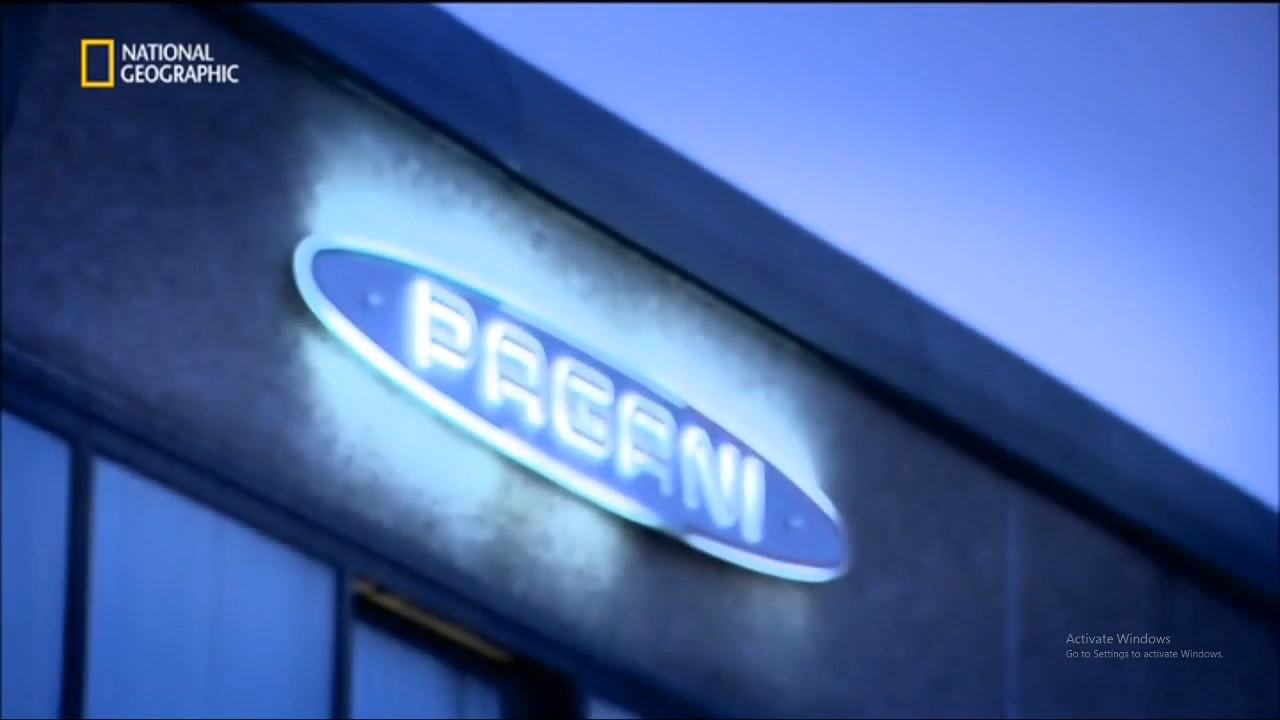 NATIONAL
GEOGRAPHIC
PAGANI
Activate Windows
Go to Settings to activate Windows.